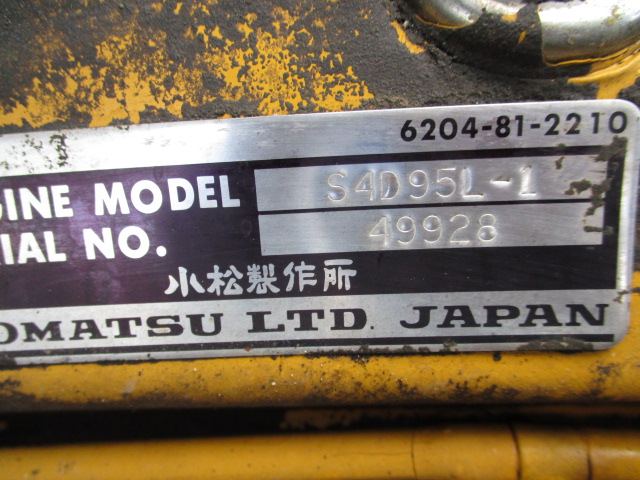 6204-81-2210
GINE MODEL S4D95L-1
IAL NO. 49928
小松製作所
OMATSU LTD. JAPAN